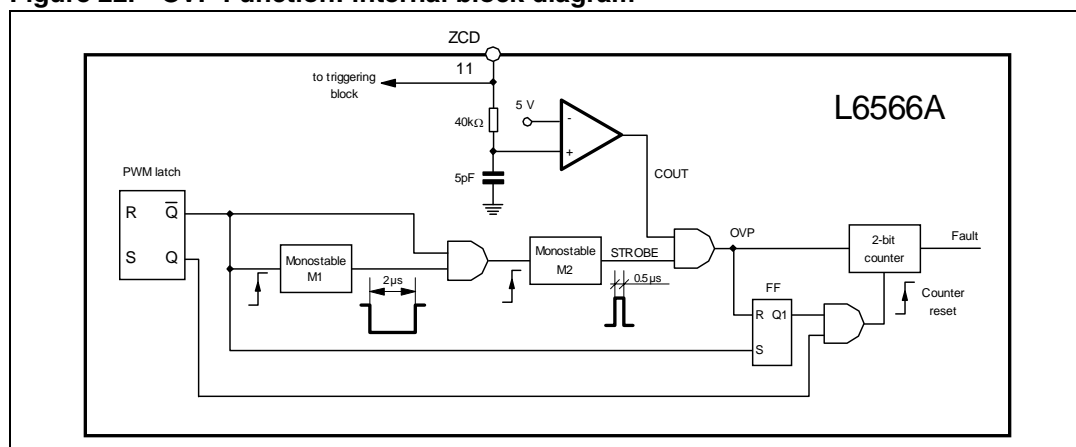 Figure 22. OVP Function: internal block diagram
ZCD
11
to triggering
block
L6566A
5 V
40kΩ
-
+
5pF
COUT
PWM latch
R Q̅
S Q
Monostable
M1
2µs
Monostable
M2
STROBE
0.5µs
OVP
2-bit
counter
Fault
FF
R Q1
S
Counter
reset